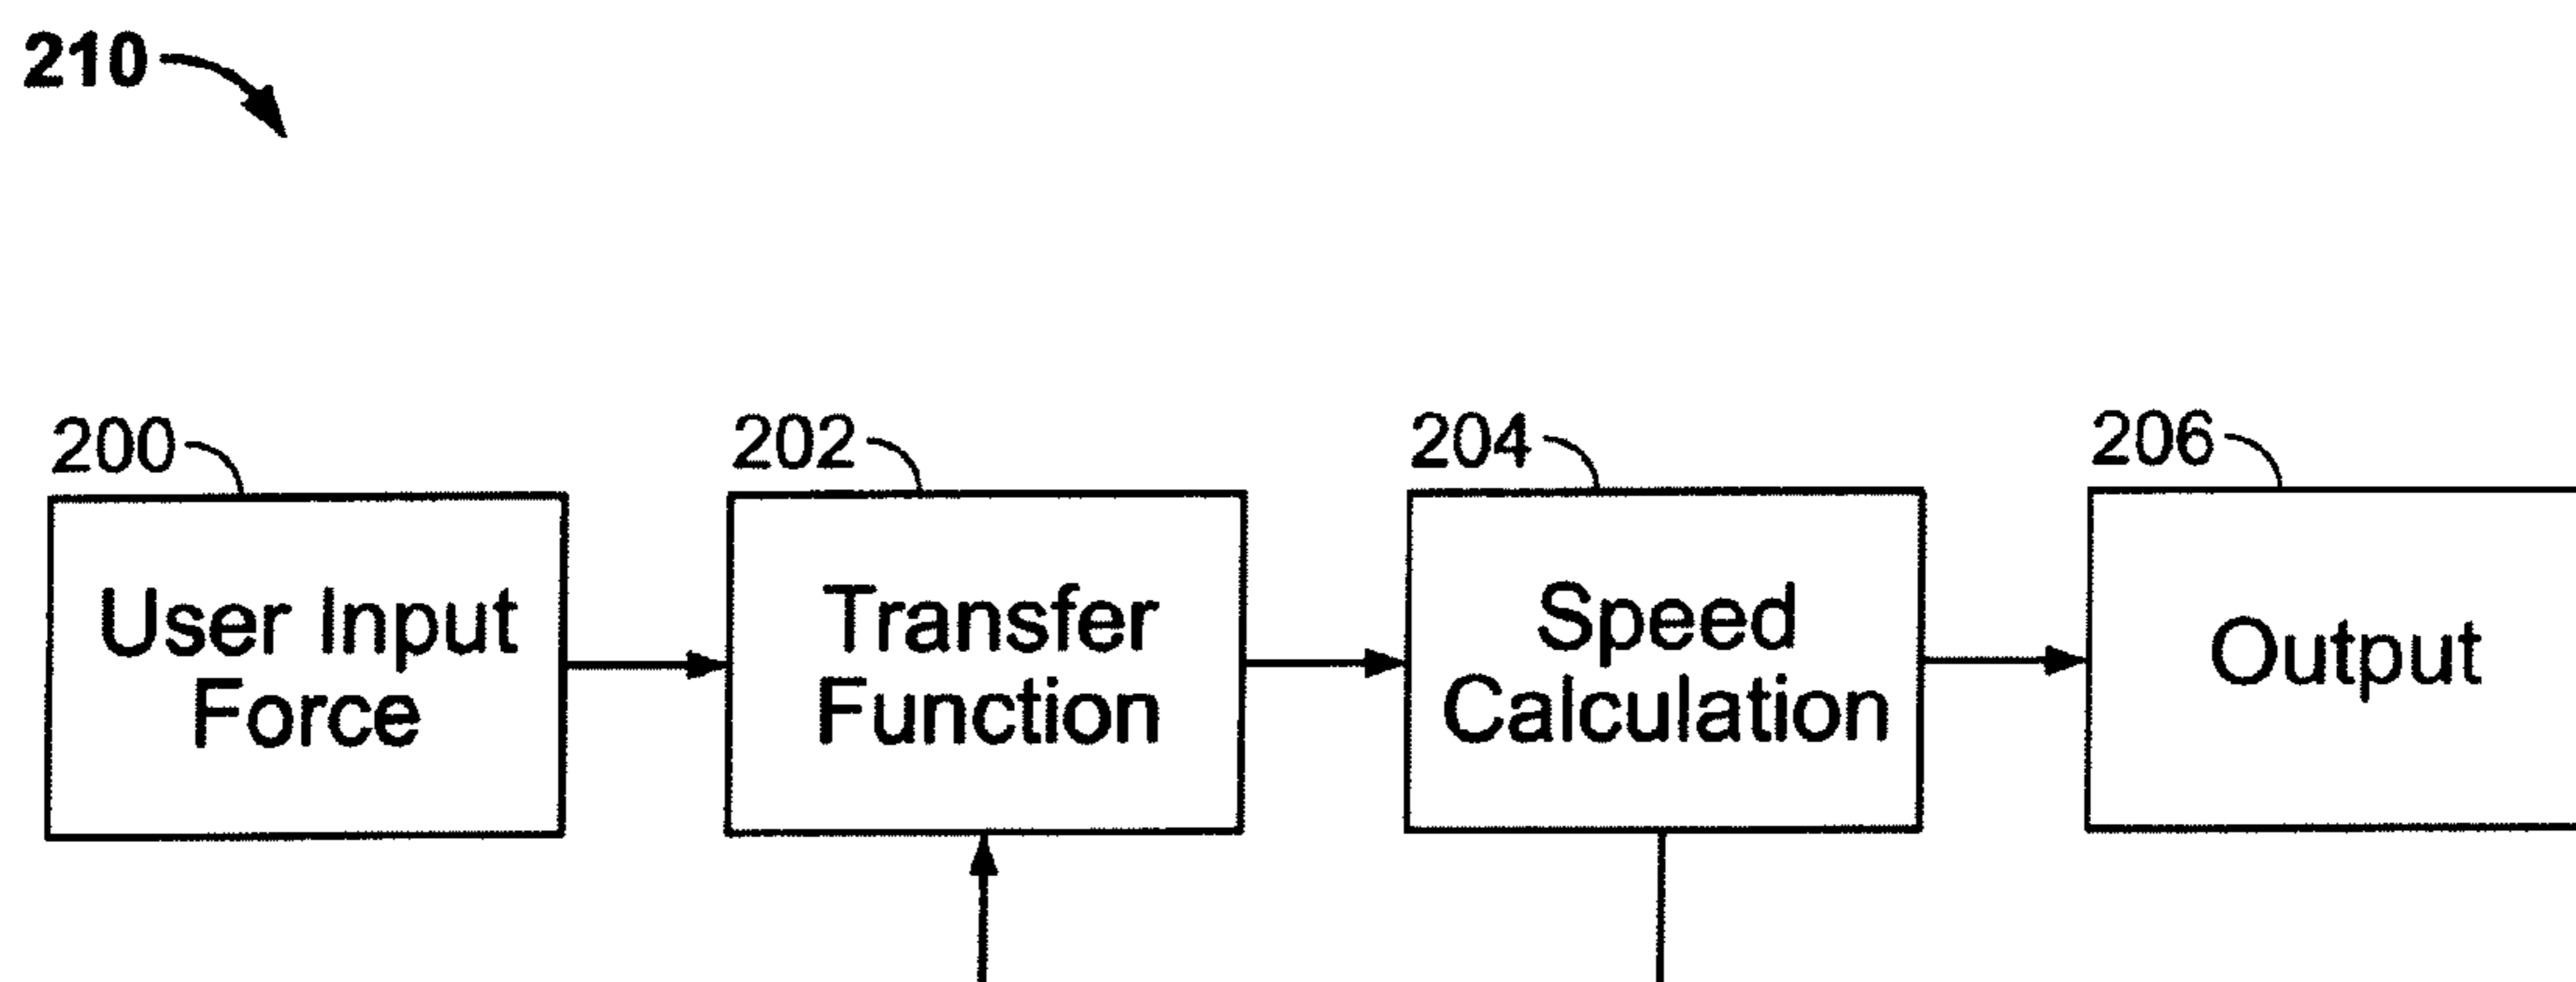 210
200
202
204
206
User Input
Force
Transfer
Function
Speed
Calculation
Output